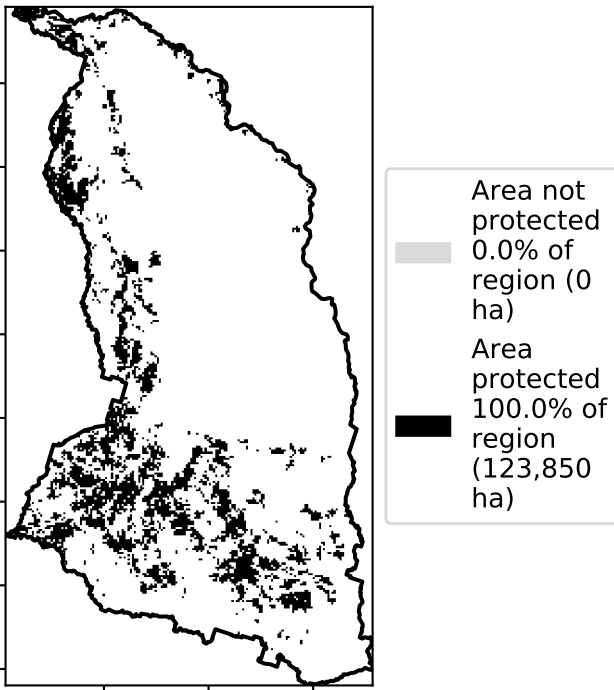 Area not
protected
0.0% of
region (0
ha)
Area
protected
100.0% of
region
(123,850
ha)